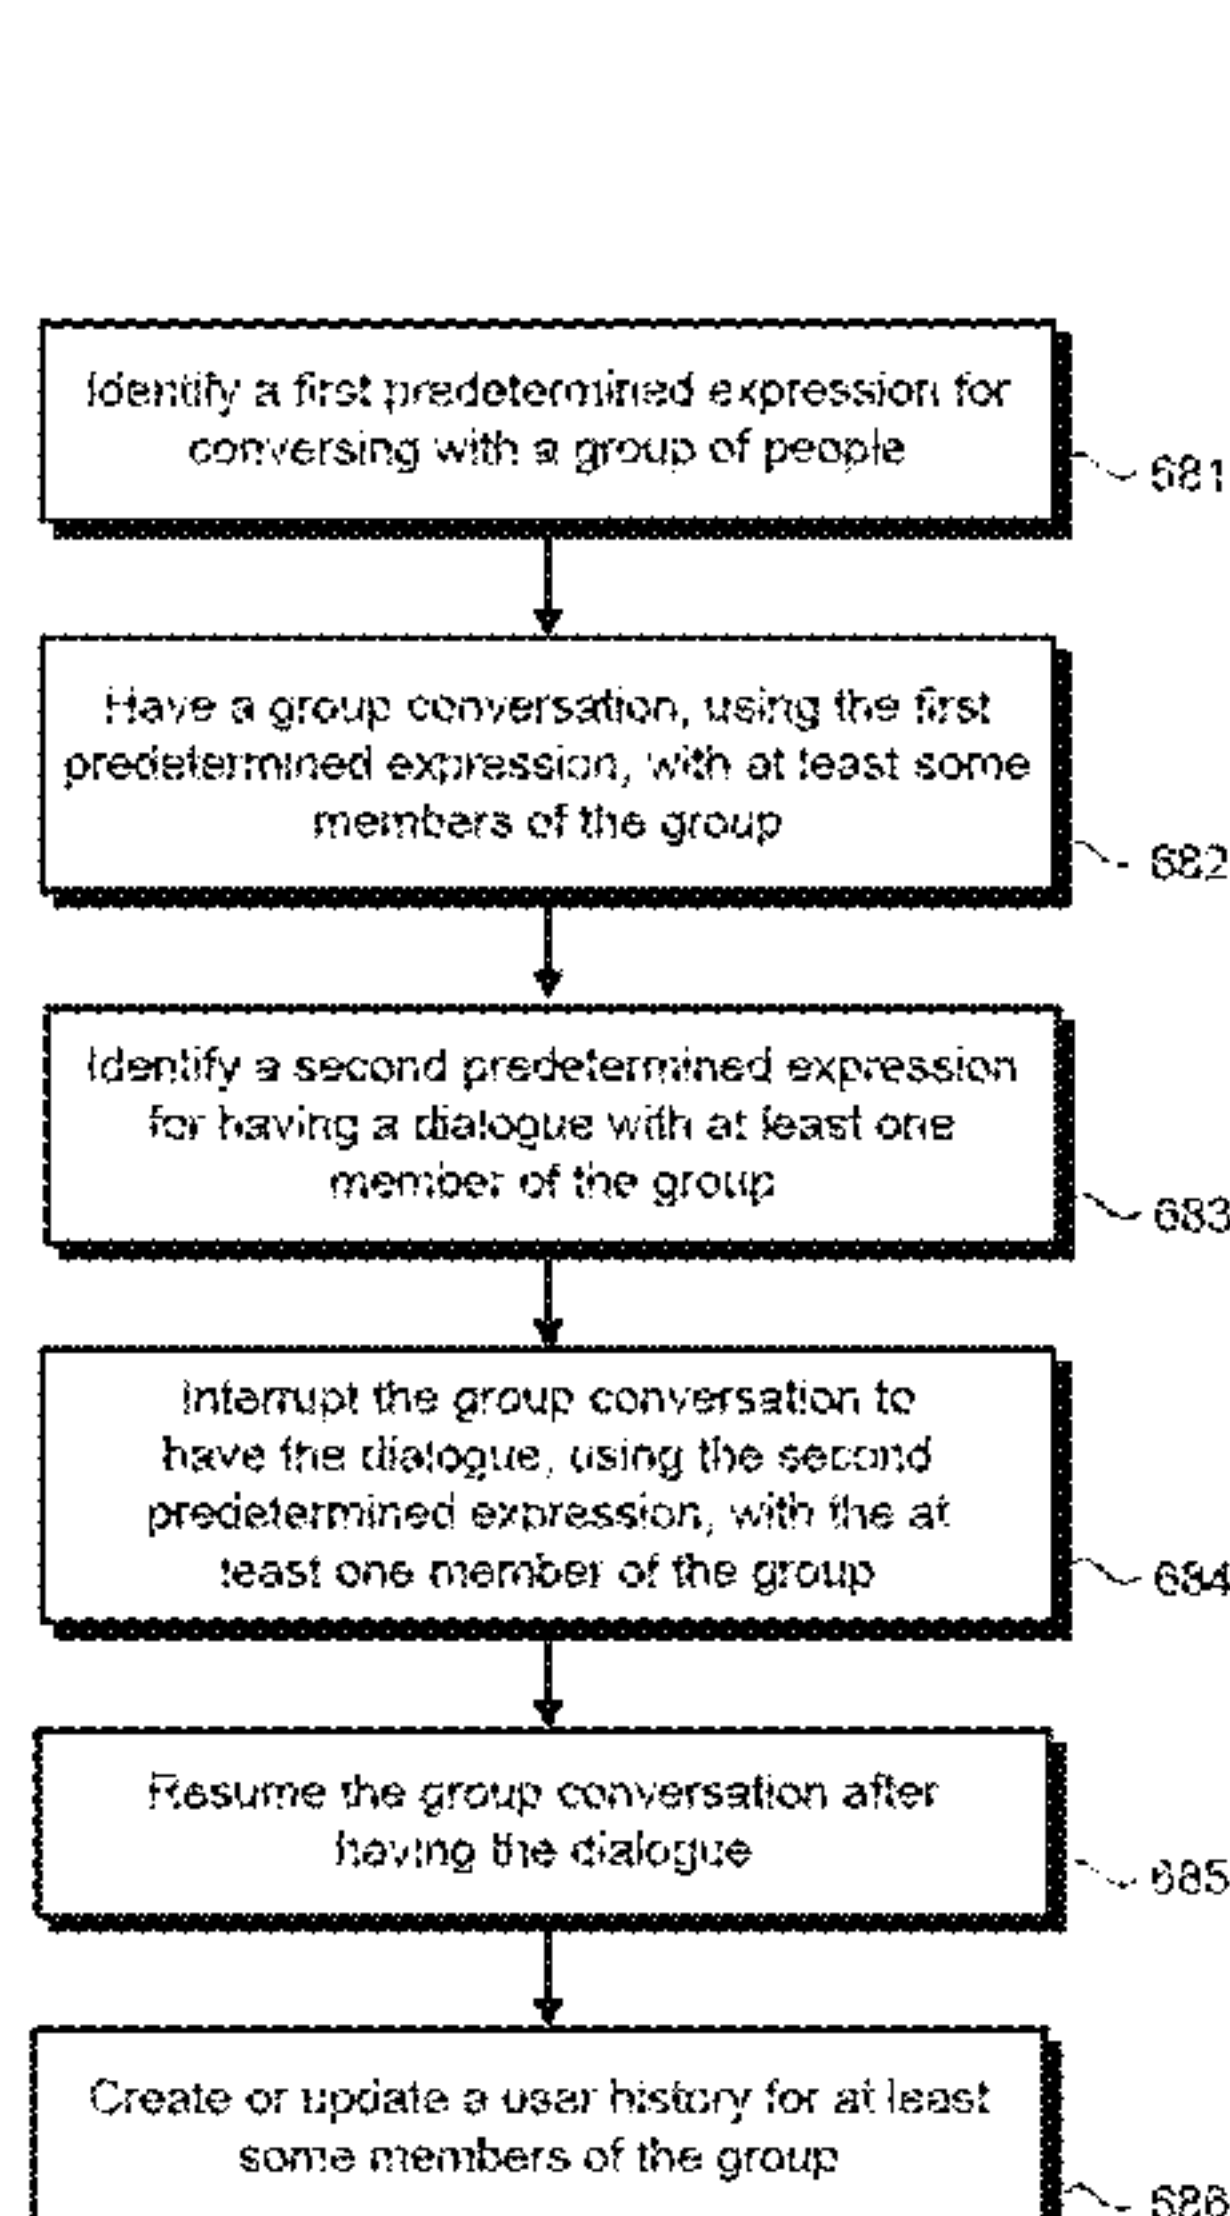 Identify a first predetermined expression for
conversing with a group of people
681
Have a group conversation, using the first
predetermined expression, with at least some
members of the group
682
Identify a second predetermined expression
for having a dialogue with at least one
member of the group
683
Interrupt the group conversation to
have the dialogue, using the second
predetermined expression, with the at
least one member of the group
684
Resume the group conversation after
having the dialogue
685
Create or update a user history for at least
some members of the group
686